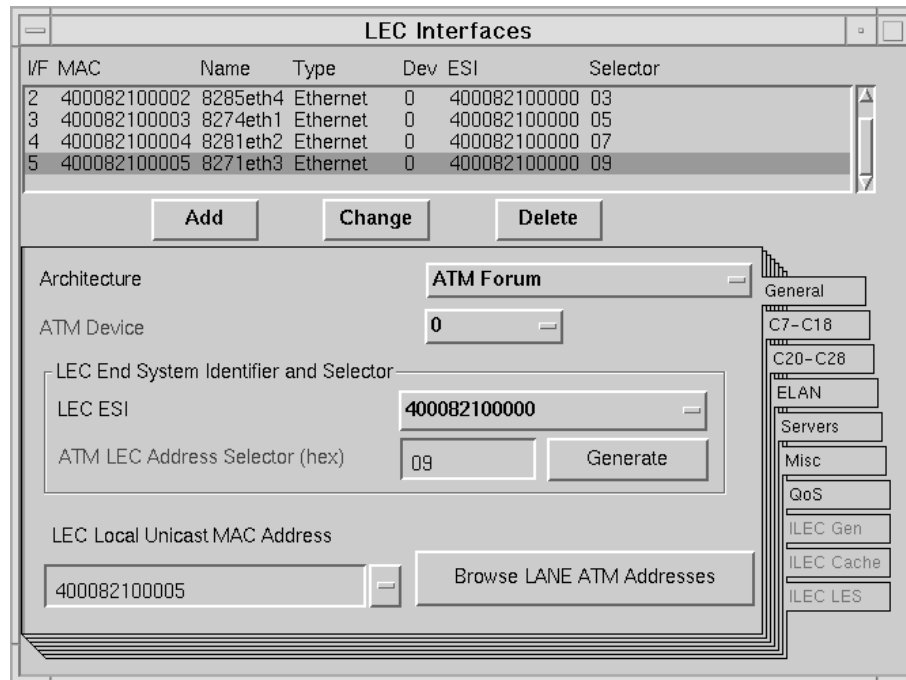 LEC Interfaces
I/F MAC Name Type Dev ESI Selector
2 400082100002 8285eth4 Ethernet 0 400082100000 03
3 400082100003 8274eth1 Ethernet 0 400082100000 05
4 400082100004 8281eth2 Ethernet 0 400082100000 07
5 400082100005 8271eth3 Ethernet 0 400082100000 09
Add Change Delete
Architecture ATM Forum
ATM Device 0
LEC End System Identifier and Selector
LEC ESI 400082100000
ATM LEC Address Selector (hex) 09 Generate
LEC Local Unicast MAC Address
400082100005 Browse LANE ATM Addresses
General
C7-C18
C20-C28
ELAN
Servers
Misc
QoS
ILEC Gen
ILEC Cache
ILEC LES